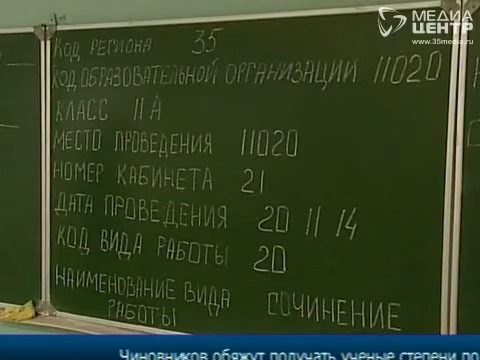 МЕДИА
ЦЕНТР
www.35media.ru
КОД РЕГИОНА 35
КОД ОБРАЗОВАТЕЛЬНОЙ ОРГАНИЗАЦИИ 11020
КЛАСС 11А
МЕСТО ПРОВЕДЕНИЯ 11020
НОМЕР КАБИНЕТА 21
ДАТА ПРОВЕДЕНИЯ 20 11 14
КОД ВИДА РАБОТЫ 20
НАИМЕНОВАНИЕ ВИДА РАБОТЫ СОЧИНЕНИЕ
Чиновников обяжут получать ученые степени по